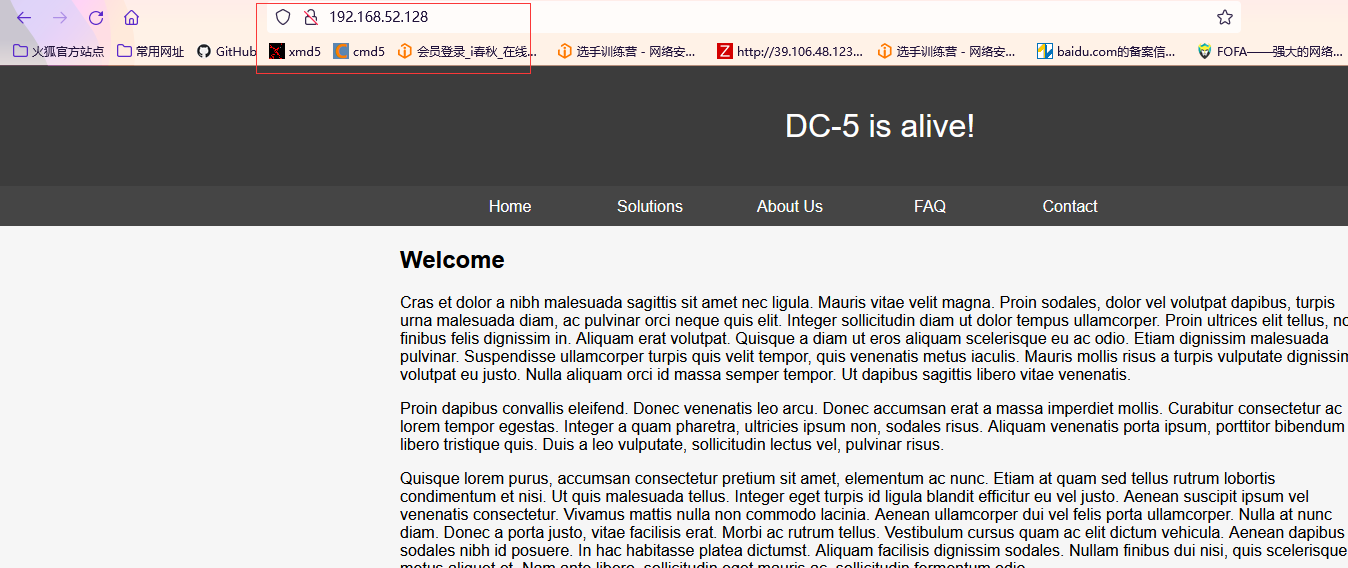 192.168.52.128
火狐官方站点 常用网址 GitHub xmd5 cmd5 会员登录_i春秋_在线... 选手训练营 - 网络安... http://39.106.48.123... 选手训练营 - 网络安... baidu.com的备案信... FOFA——强大的网络...
DC-5 is alive!
Home Solutions About Us FAQ Contact
Welcome
Cras et dolor a nibh malesuada sagittis sit amet nec ligula. Mauris vitae velit magna. Proin sodales, dolor vel volutpat dapibus, turpis
urna malesuada diam, ac pulvinar orci neque quis elit. Integer sollicitudin diam ut dolor tempus ullamcorper. Proin ultrices elit tellus, no
finibus felis dignissim in. Aliquam erat volutpat. Quisque a diam ut eros aliquam scelerisque eu ac odio. Etiam dignissim malesuada
pulvinar. Suspendisse ullamcorper turpis quis velit tempor, quis venenatis metus iaculis. Mauris mollis risus a turpis vulputate dignissim
volutpat eu justo. Nulla aliquam orci id massa semper tempor. Ut dapibus sagittis libero vitae venenatis.
Proin dapibus convallis eleifend. Donec venenatis leo arcu. Donec accumsan erat a massa imperdiet mollis. Curabitur consectetur ac
lorem tempor egestas. Integer a quam pharetra, ultricies ipsum non, sodales risus. Aliquam venenatis porta ipsum, porttitor bibendum
libero tristique quis. Duis a leo vulputate, sollicitudin lectus vel, pulvinar risus.
Quisque lorem purus, accumsan consectetur pretium sit amet, elementum ac nunc. Etiam at quam sed tellus rutrum lobortis
condimentum et nisi. Ut quis malesuada tellus. Integer eget turpis id ligula blandit efficitur eu vel justo. Aenean suscipit ipsum vel
venenatis consectetur. Vivamus mattis nulla non commodo lacinia. Aenean ullamcorper dui vel felis porta ullamcorper. Nulla at nunc
diam. Donec a porta justo, vitae facilisis erat. Morbi ac rutrum tellus. Vestibulum cursus quam ac elit dictum vehicula. Aenean dapibus
sodales nibh id posuere. In hac habitasse platea dictumst. Aliquam facilisis dignissim sodales. Nullam finibus dui nisi, quis scelerisque
metus aliquet et. Nam ante libero, sollicitudin eget mauris ac, sollicitudin fermentum odio.